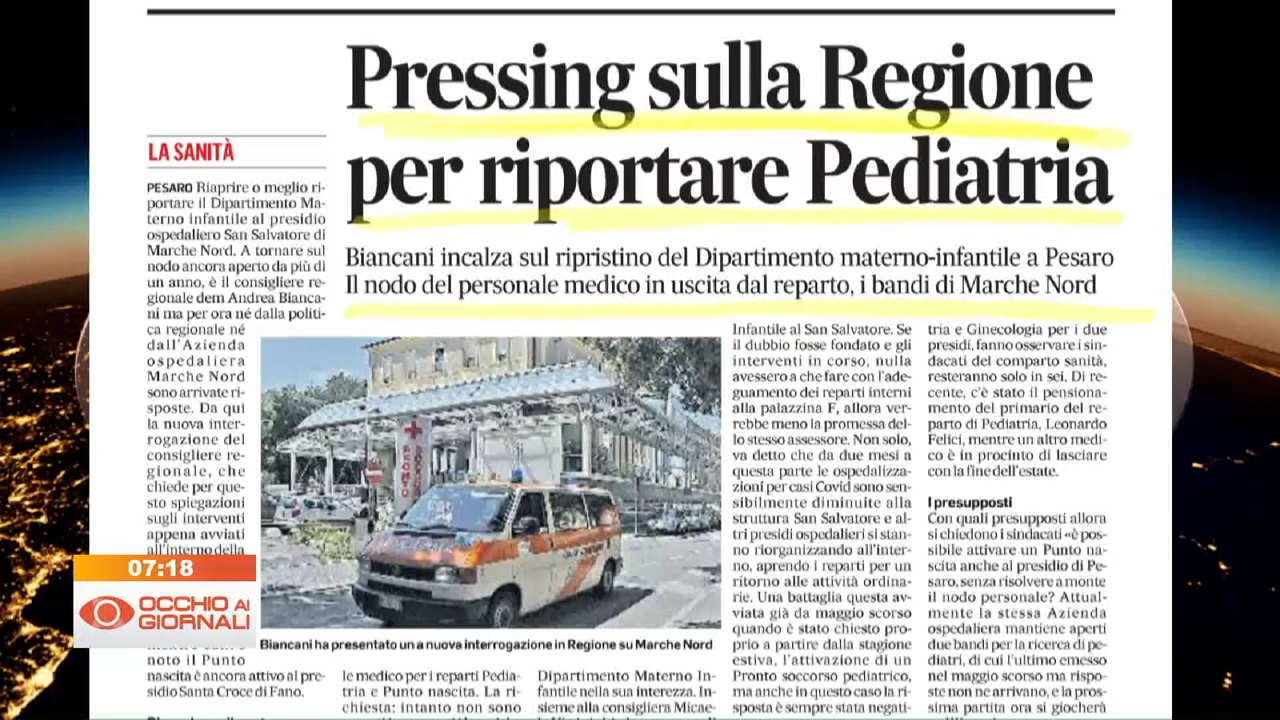 Pressing sulla Regione
per riportare Pediatria
Biancani incalza sul ripristino del Dipartimento materno-infantile a Pesaro
Il nodo del personale medico in uscita dal reparto, i bandi di Marche Nord
LA SANITÀ
PESARO Riaprire o meglio ri-
portare il Dipartimento Ma-
terno infantile al presidio
ospedaliero San Salvatore di
Marche Nord. A tornare sul
nodo ancora aperto da più di
un anno, è il consigliere re-
gionale dem Andrea Bianca-
ni ma per ora né dalla politi-
ca regionale né
dall'Azienda
ospedaliera
Marche Nord
sono arrivate ri-
sposte. Da qui
la nuova inter-
rogazione del
consigliere re-
gionale, che
chiede per que-
sto spiegazioni
sugli interventi
appena avviati
all'interno della
noto il Punto
nascita è ancora attivo al pre-
sidio Santa Croce di Fano.
Biancani ha presentato un a nuova interrogazione in Regione su Marche Nord
le medico per i reparti Pedia-
tria e Punto nascita. La ri-
chiesta: intanto non sono
Dipartimento Materno In-
fantile nella sua interezza. In-
sieme alla consigliera Micae-
Infantile al San Salvatore. Se
il dubbio fosse fondato e gli
interventi in corso, nulla
avessero a che fare con l'ade-
guamento dei reparti interni
alla palazzina F, allora ver-
rebbe meno la promessa del-
lo stesso assessore. Non solo,
va detto che da due mesi a
questa parte le ospedalizza-
zioni per casi Covid sono sen-
sibilmente diminuite alla
struttura San Salvatore e al-
tri presidi ospedalieri si stan-
no riorganizzando all'inter-
no, aprendo i reparti per un
ritorno alle attività ordina-
rie. Una battaglia questa av-
viata già da maggio scorso
quando è stato chiesto pro-
prio a partire dalla stagione
estiva, l'attivazione di un
Pronto soccorso pediatrico,
ma anche in questo caso la ri-
sposta è sempre stata negati-
tria e Ginecologia per i due
presidi, fanno osservare i sin-
dacati del comparto sanità,
resteranno solo in sei. Di re-
cente, c'è stato il pensiona-
mento del primario del re-
parto di Pediatria, Leonardo
Felici, mentre un altro medi-
co è in procinto di lasciare
con la fine dell'estate.
I presupposti
Con quali presupposti allora
si chiedono i sindacati «è pos-
sibile attivare un Punto na-
scita anche al presidio di Pe-
saro, senza risolvere a monte
il nodo personale? Attual-
mente la stessa Azienda
ospedaliera mantiene aperti
due bandi per la ricerca di pe-
diatri, di cui l'ultimo emesso
nel maggio scorso ma rispo-
ste non ne arrivano, e la pros-
sima partita ora si giocherà
07:18
OCCHIO AI
GIORNALI